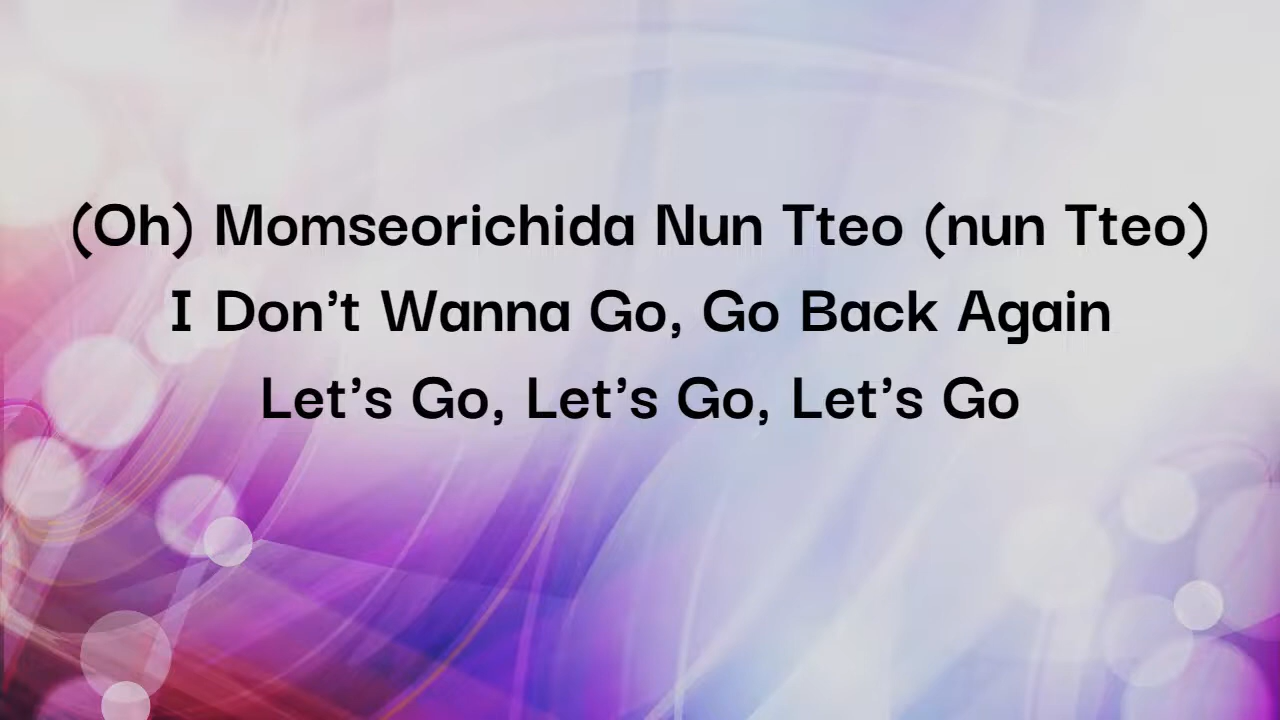 (Oh) Momseorichida Nun Tteo (nun Tteo)
I Don't Wanna Go, Go Back Again
Let's Go, Let's Go, Let's Go